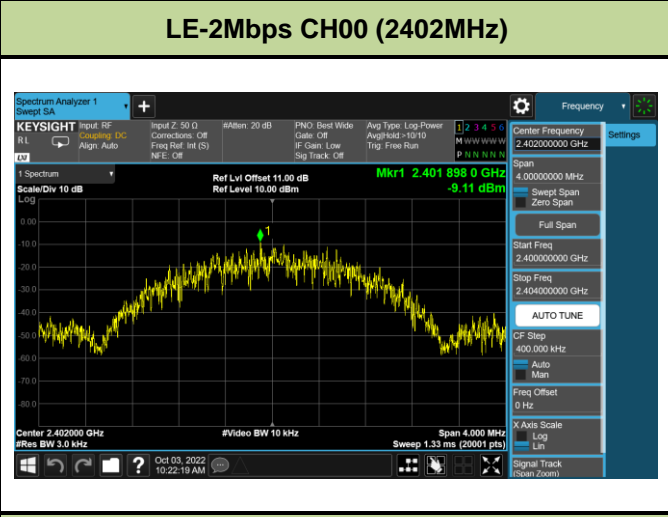 LE-2Mbps CH00 (2402MHz)
Spectrum Analyzer 1
Swept SA
Frequency
KEYSIGHT
RL
LXI
Input: RF
Coupling: DC
Align: Auto
Input Z: 50 Ω
Corrections: Off
Freq Ref: Int (S)
NFE: Off
#Atten: 20 dB
PNO: Best Wide
Gate: Off
IF Gain: Low
Sig Track: Off
Avg Type: Log-Power
Avg|Hold:>10/10
Trig: Free Run
1 2 3 4 5 6
M W W W W W
P N N N N N
Center Frequency
2.402000000 GHz
Settings
Span
4.00000000 MHz
Swept Span
Zero Span
Full Span
Start Freq
2.400000000 GHz
Stop Freq
2.404000000 GHz
AUTO TUNE
CF Step
400.000 kHz
Auto
Man
Freq Offset
0 Hz
X Axis Scale
Log
Lin
Signal Track
(Span Zoom)
1 Spectrum
Scale/Div 10 dB
Log
Ref Lvl Offset 11.00 dB
Ref Level 10.00 dBm
Mkr1 2.401 898 0 GHz
-9.11 dBm
1
0.00
-10.0
-20.0
-30.0
-40.0
-50.0
-60.0
-70.0
-80.0
Center 2.402000 GHz
#Video BW 10 kHz
Span 4.000 MHz
#Res BW 3.0 kHz
Sweep 1.33 ms (20001 pts)
Oct 03, 2022
10:22:19 AM